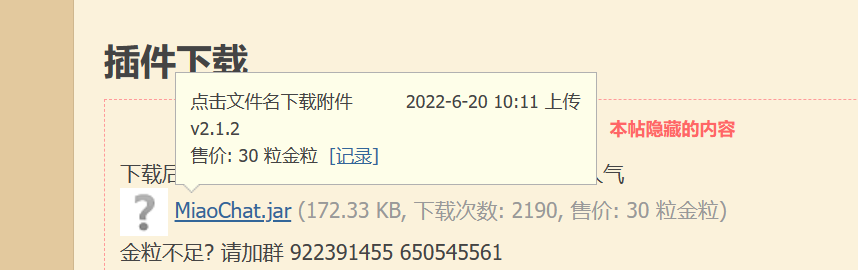 插件下载
点击文件名下载附件 2022-6-20 10:11 上传
v2.1.2
售价: 30 粒金粒 [记录]
本帖隐藏的内容
下载后 人气
MiaoChat.jar (172.33 KB, 下载次数: 2190, 售价: 30 粒金粒)
金粒不足? 请加群 922391455 650545561